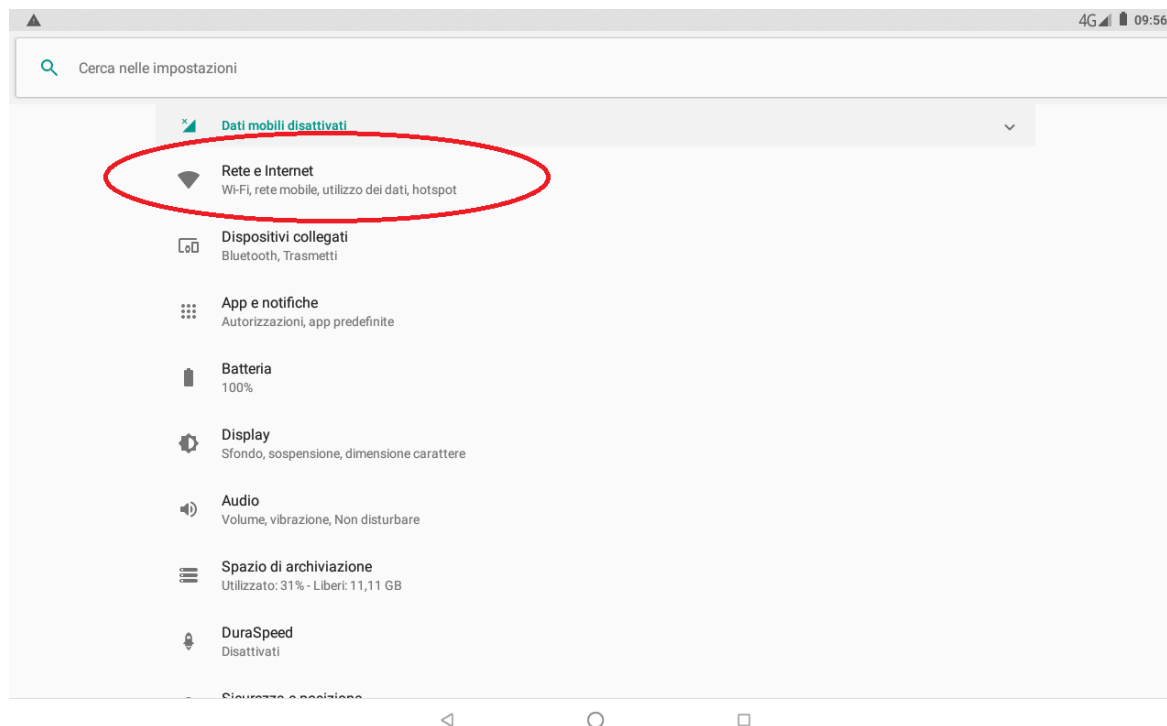 4G 09:56
Cerca nelle impostazioni
Dati mobili disattivati
Rete e Internet
Wi-Fi, rete mobile, utilizzo dei dati, hotspot
Dispositivi collegati
Bluetooth, Trasmetti
App e notifiche
Autorizzazioni, app predefinite
Batteria
100%
Display
Sfondo, sospensione, dimensione carattere
Audio
Volume, vibrazione, Non disturbare
Spazio di archiviazione
Utilizzato: 31% - Liberi: 11,11 GB
DuraSpeed
Disattivati
Sicurezza e posizione